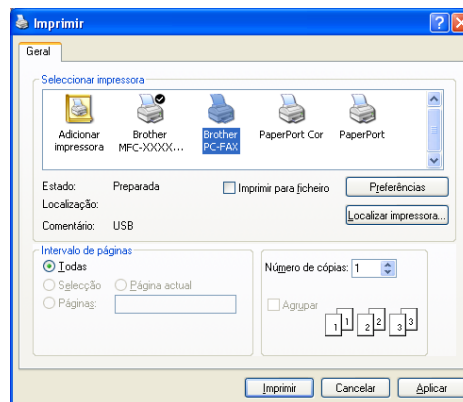 Imprimir
Geral
Seleccionar impressora
Adicionar impressora
Brother MFC-XXXX...
Brother PC-FAX
PaperPort Cor
PaperPort
Estado: Preparada
Imprimir para ficheiro
Preferências
Localização:
Localizar impressora...
Comentário: USB
Intervalo de páginas
Todas
Selecção
Página actual
Páginas:
Número de cópias: 1
Agrupar
1 1 2 2 3 3
Imprimir
Cancelar
Aplicar